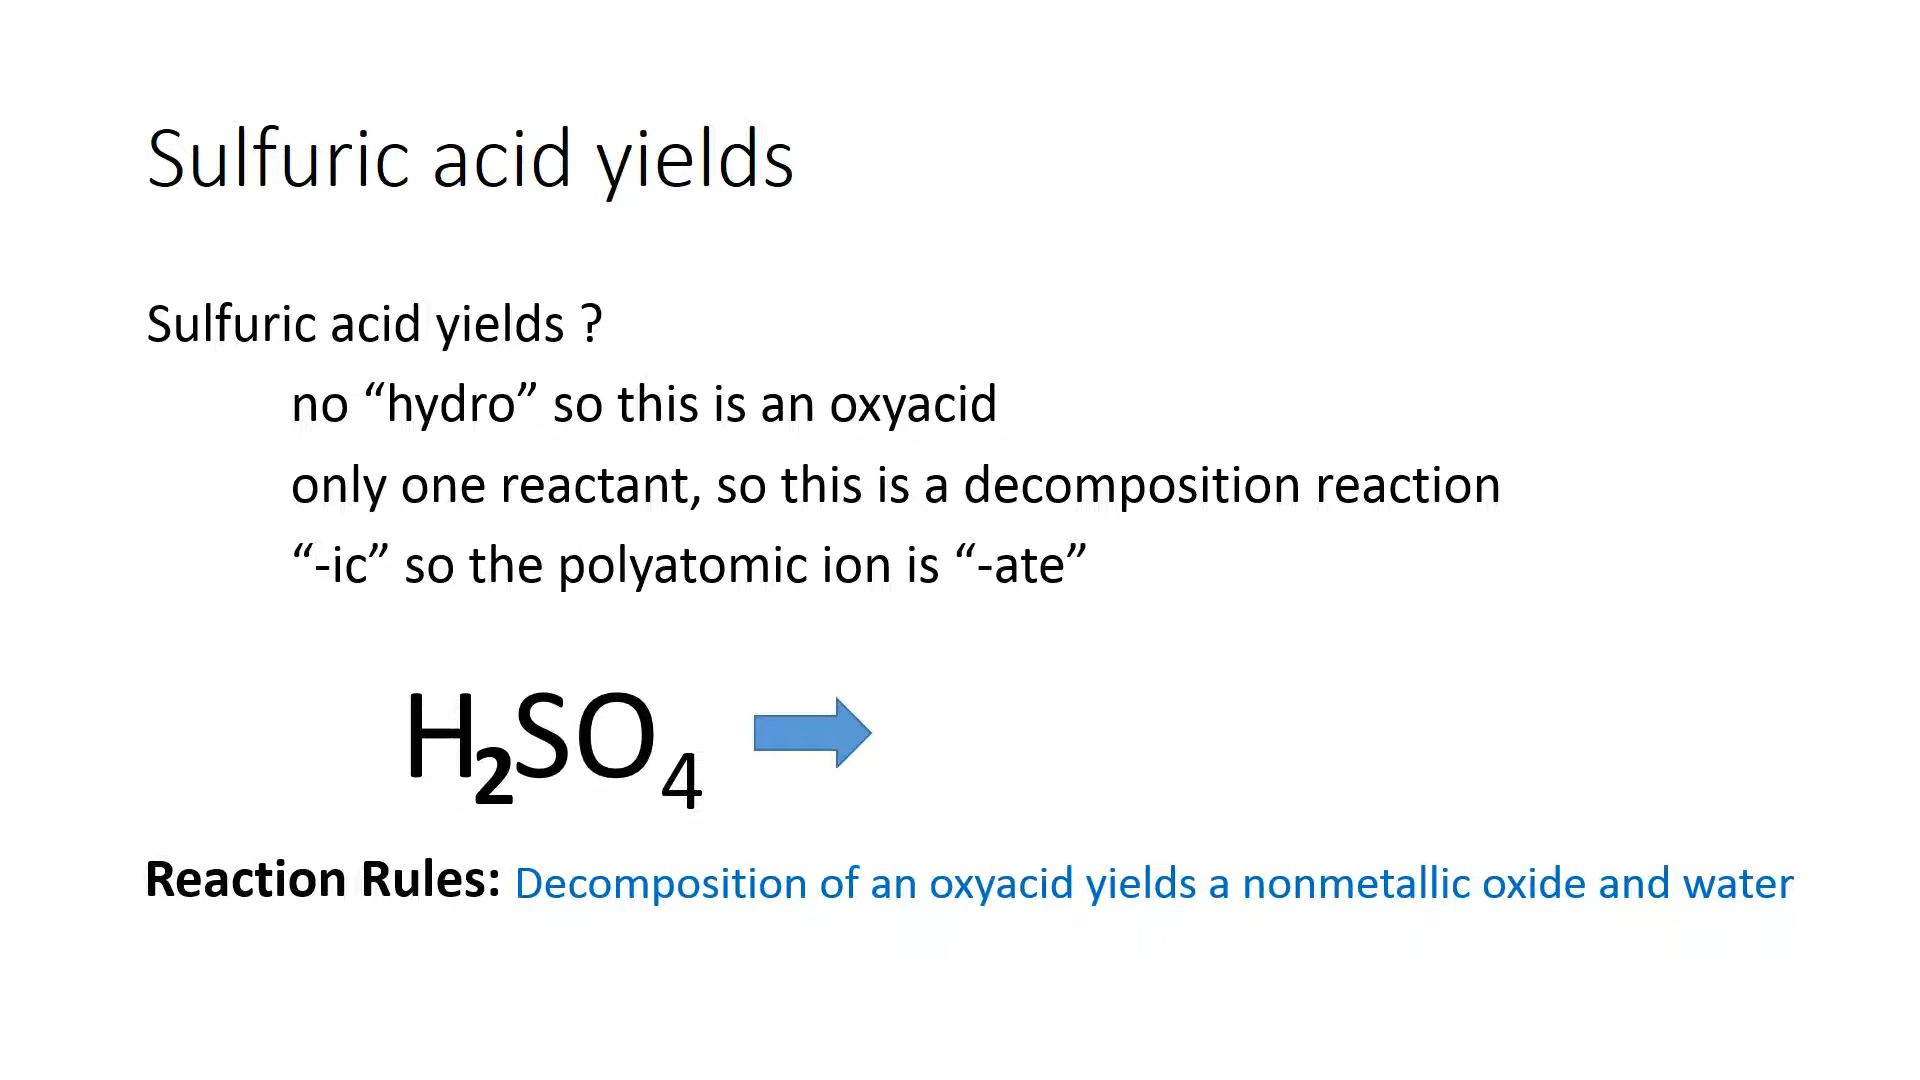 Sulfuric acid yields
Sulfuric acid yields ?
no “hydro” so this is an oxyacid
only one reactant, so this is a decomposition reaction
“-ic” so the polyatomic ion is “-ate”
H₂SO₄
Reaction Rules: Decomposition of an oxyacid yields a nonmetallic oxide and water